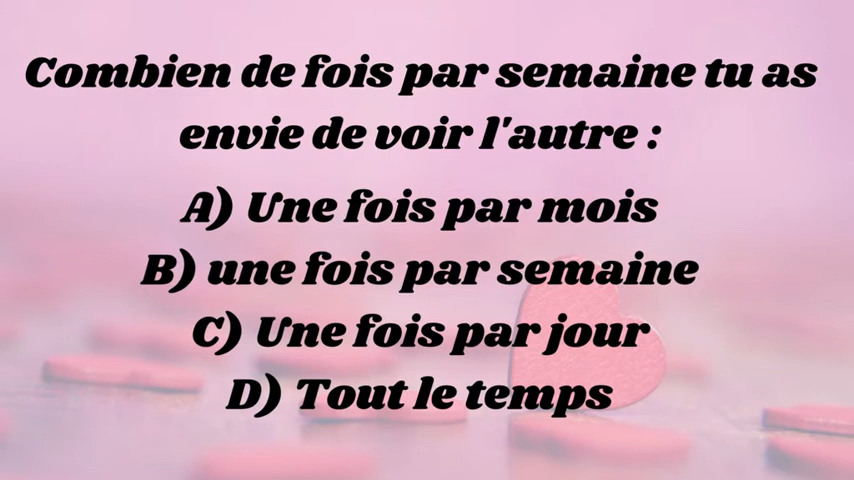 Combien de fois par semaine tu as
envie de voir l'autre :
A) Une fois par mois
B) une fois par semaine
C) Une fois par jour
D) Tout le temps